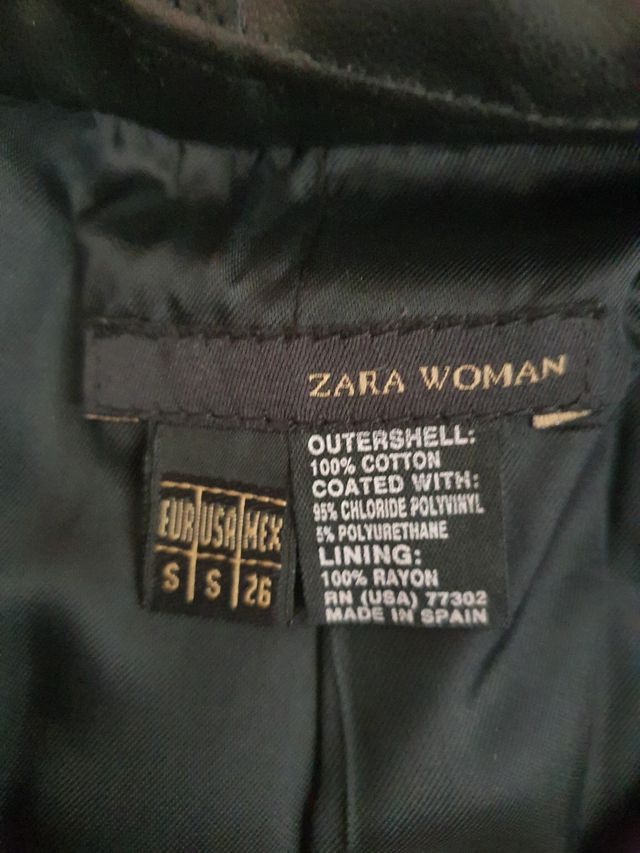 ZARA WOMAN
EUR USA MEX
S S 26
OUTERSHELL:
100% COTTON
COATED WITH:
95% CHLORIDE POLYVINYL
5% POLYURETHANE
LINING:
100% RAYON
RN (USA) 77302
MADE IN SPAIN